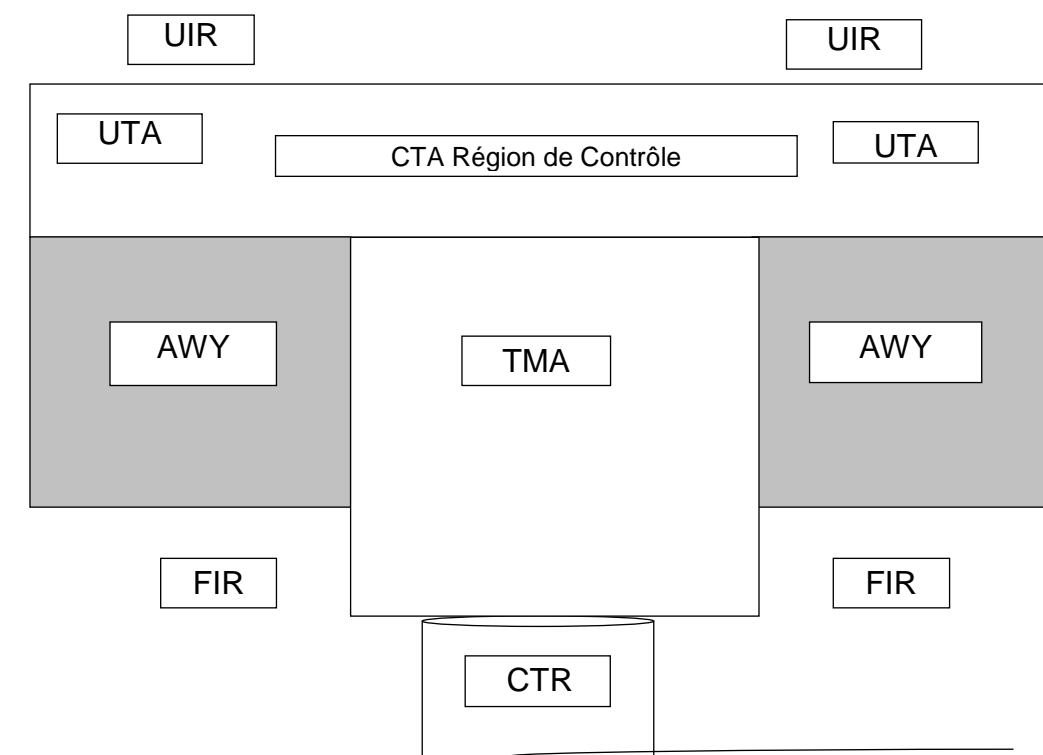 UIR
UIR
UTA
CTA Région de Contrôle
UTA
AWY
TMA
AWY
FIR
FIR
CTR